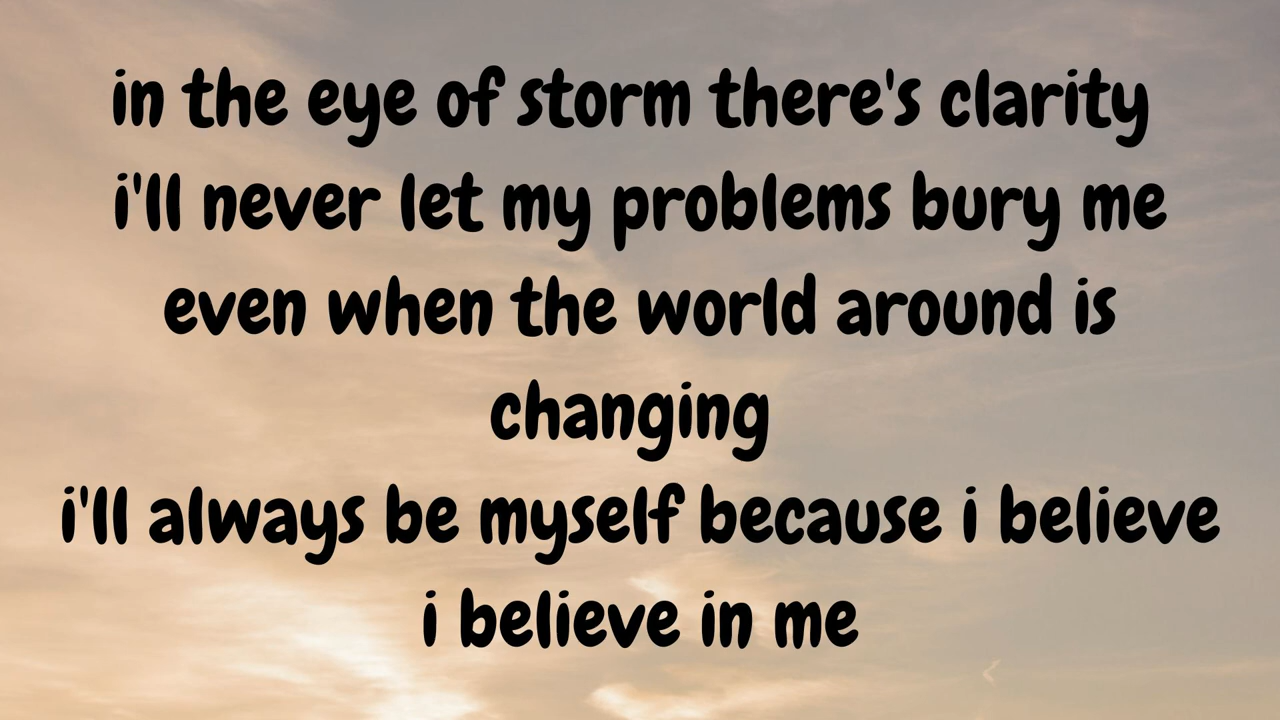 in the eye of storm there's clarity
i'll never let my problems bury me
even when the world around is
changing
i'll always be myself because i believe
i believe in me